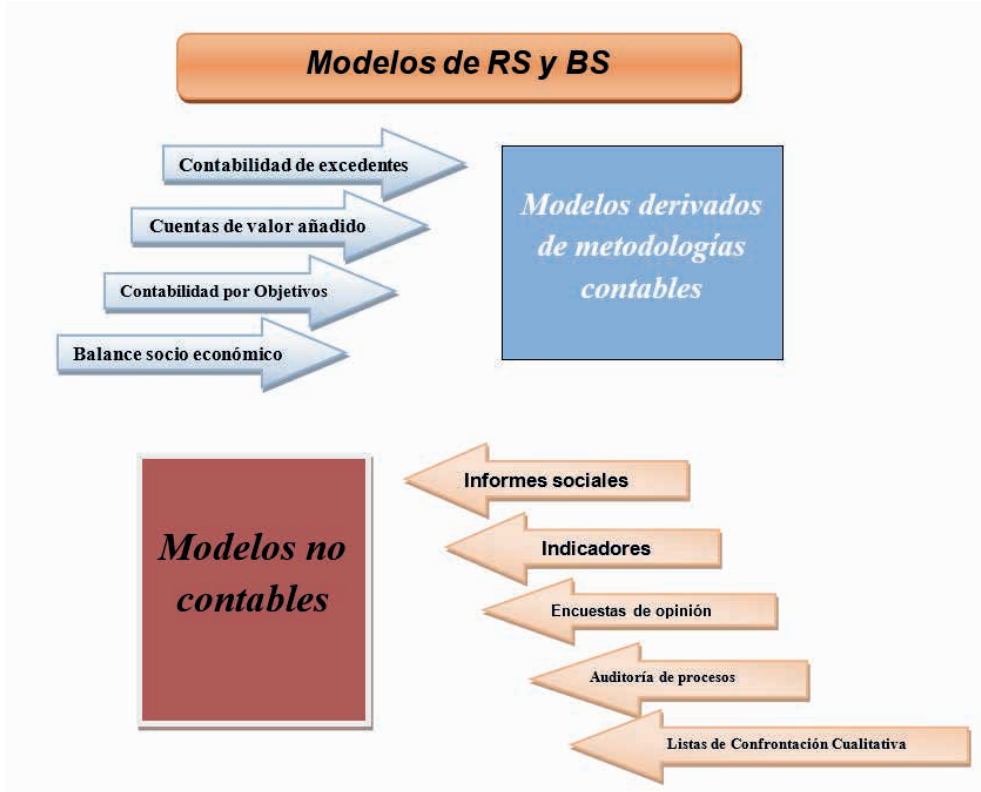 Modelos de RS y BS
Contabilidad de excedentes
Cuentas de valor añadido
Contabilidad por Objetivos
Balance socio económico
Modelos derivados
de metodologías
contables
Modelos no
contables
Informes sociales
Indicadores
Encuestas de opinión
Auditoría de procesos
Listas de Confrontación Cualitativa